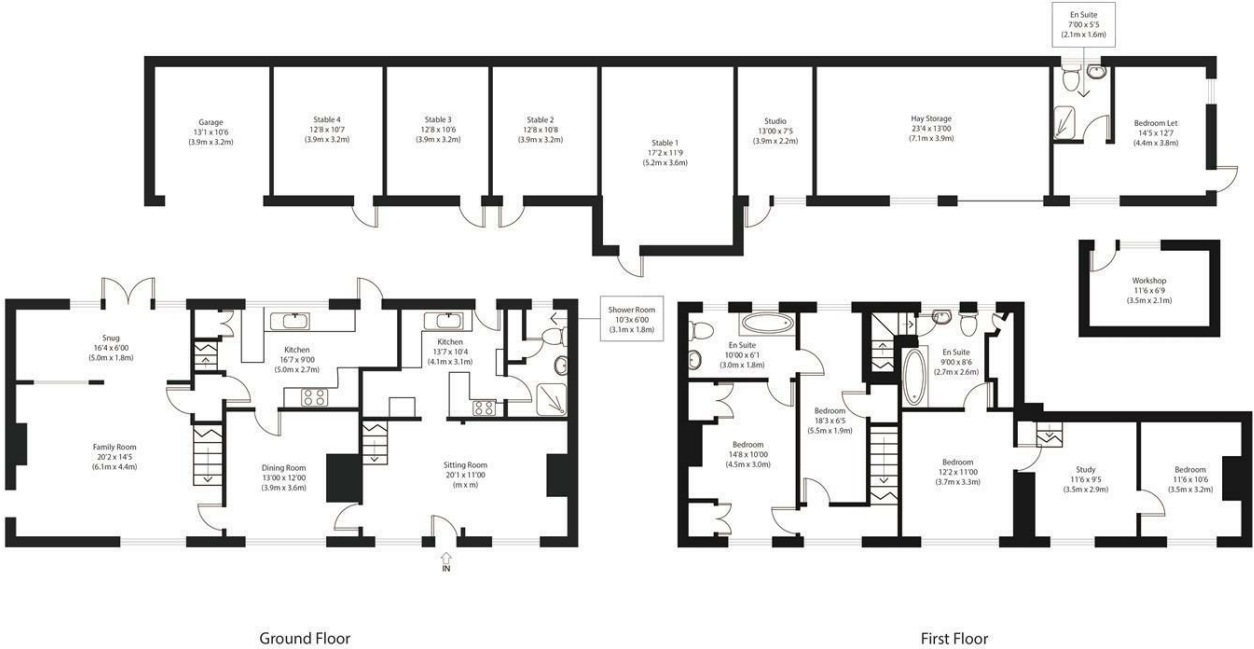 En Suite
7'00 x 5'5
(2.1m x 1.6m)
Garage
13'1 x 10'6
(3.9m x 3.2m)
Stable 4
12'8 x 10'7
(3.9m x 3.2m)
Stable 3
12'8 x 10'6
(3.9m x 3.2m)
Stable 2
12'8 x 10'8
(3.9m x 3.2m)
Stable 1
17'2 x 11'9
(5.2m x 3.6m)
Studio
13'00 x 7'5
(3.9m x 2.2m)
Hay Storage
23'4 x 13'00
(7.1m x 3.9m)
Bedroom Let
14'5 x 12'7
(4.4m x 3.8m)
Workshop
11'6 x 6'9
(3.5m x 2.1m)
Snug
16'4 x 6'00
(5.0m x 1.8m)
Kitchen
16'7 x 9'00
(5.0m x 2.7m)
Kitchen
13'7 x 10'4
(4.1m x 3.1m)
Shower Room
10'3x 6'00
(3.1m x 1.8m)
Family Room
20'2 x 14'5
(6.1m x 4.4m)
Dining Room
13'00 x 12'00
(3.9m x 3.6m)
Sitting Room
20'1 x 11'00
(m x m)
IN
En Suite
10'00 x 6'1
(3.0m x 1.8m)
En Suite
9'00 x 8'6
(2.7m x 2.6m)
Bedroom
18'3 x 6'5
(5.5m x 1.9m)
Bedroom
14'8 x 10'00
(4.5m x 3.0m)
Bedroom
12'2 x 11'00
(3.7m x 3.3m)
Study
11'6 x 9'5
(3.5m x 2.9m)
Bedroom
11'6 x 10'6
(3.5m x 3.2m)
Ground Floor
First Floor